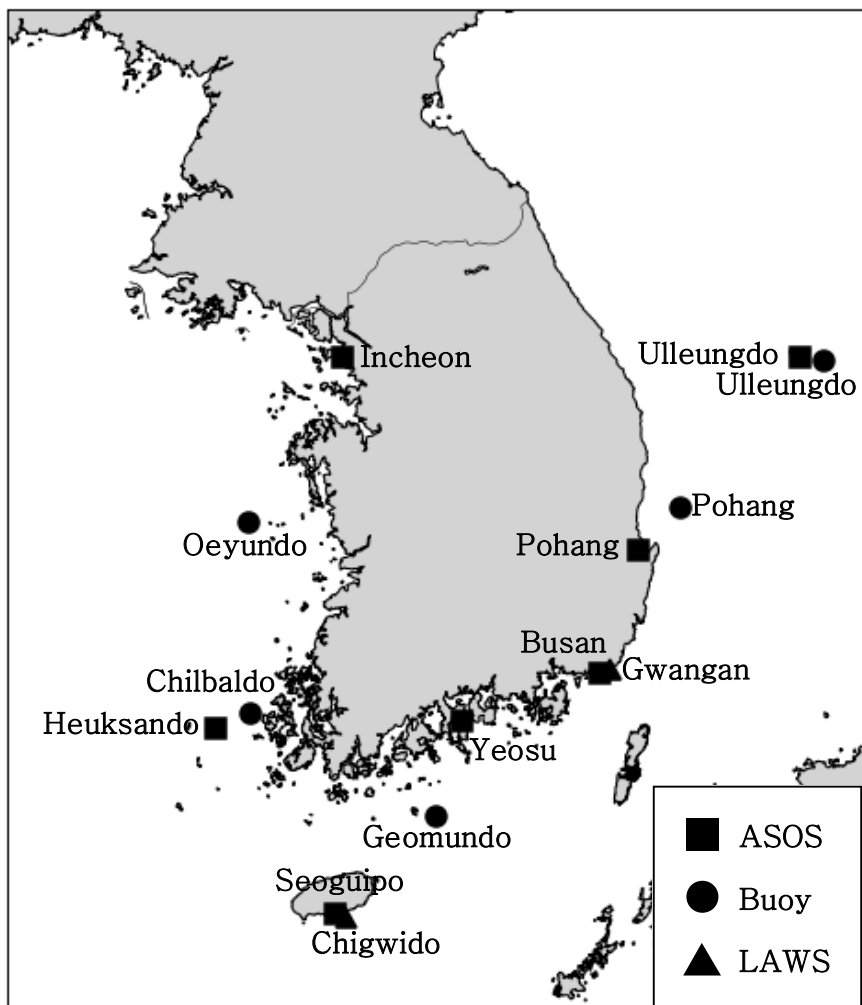 Incheon
Ulleungdo
Ulleungdo
Pohang
Oeyundo
Pohang
Busan
Gwangan
Chilbaldo
Heuksando
Yeosu
Geomundo
Seoguipo
Chigwido
ASOS
Buoy
LAWS